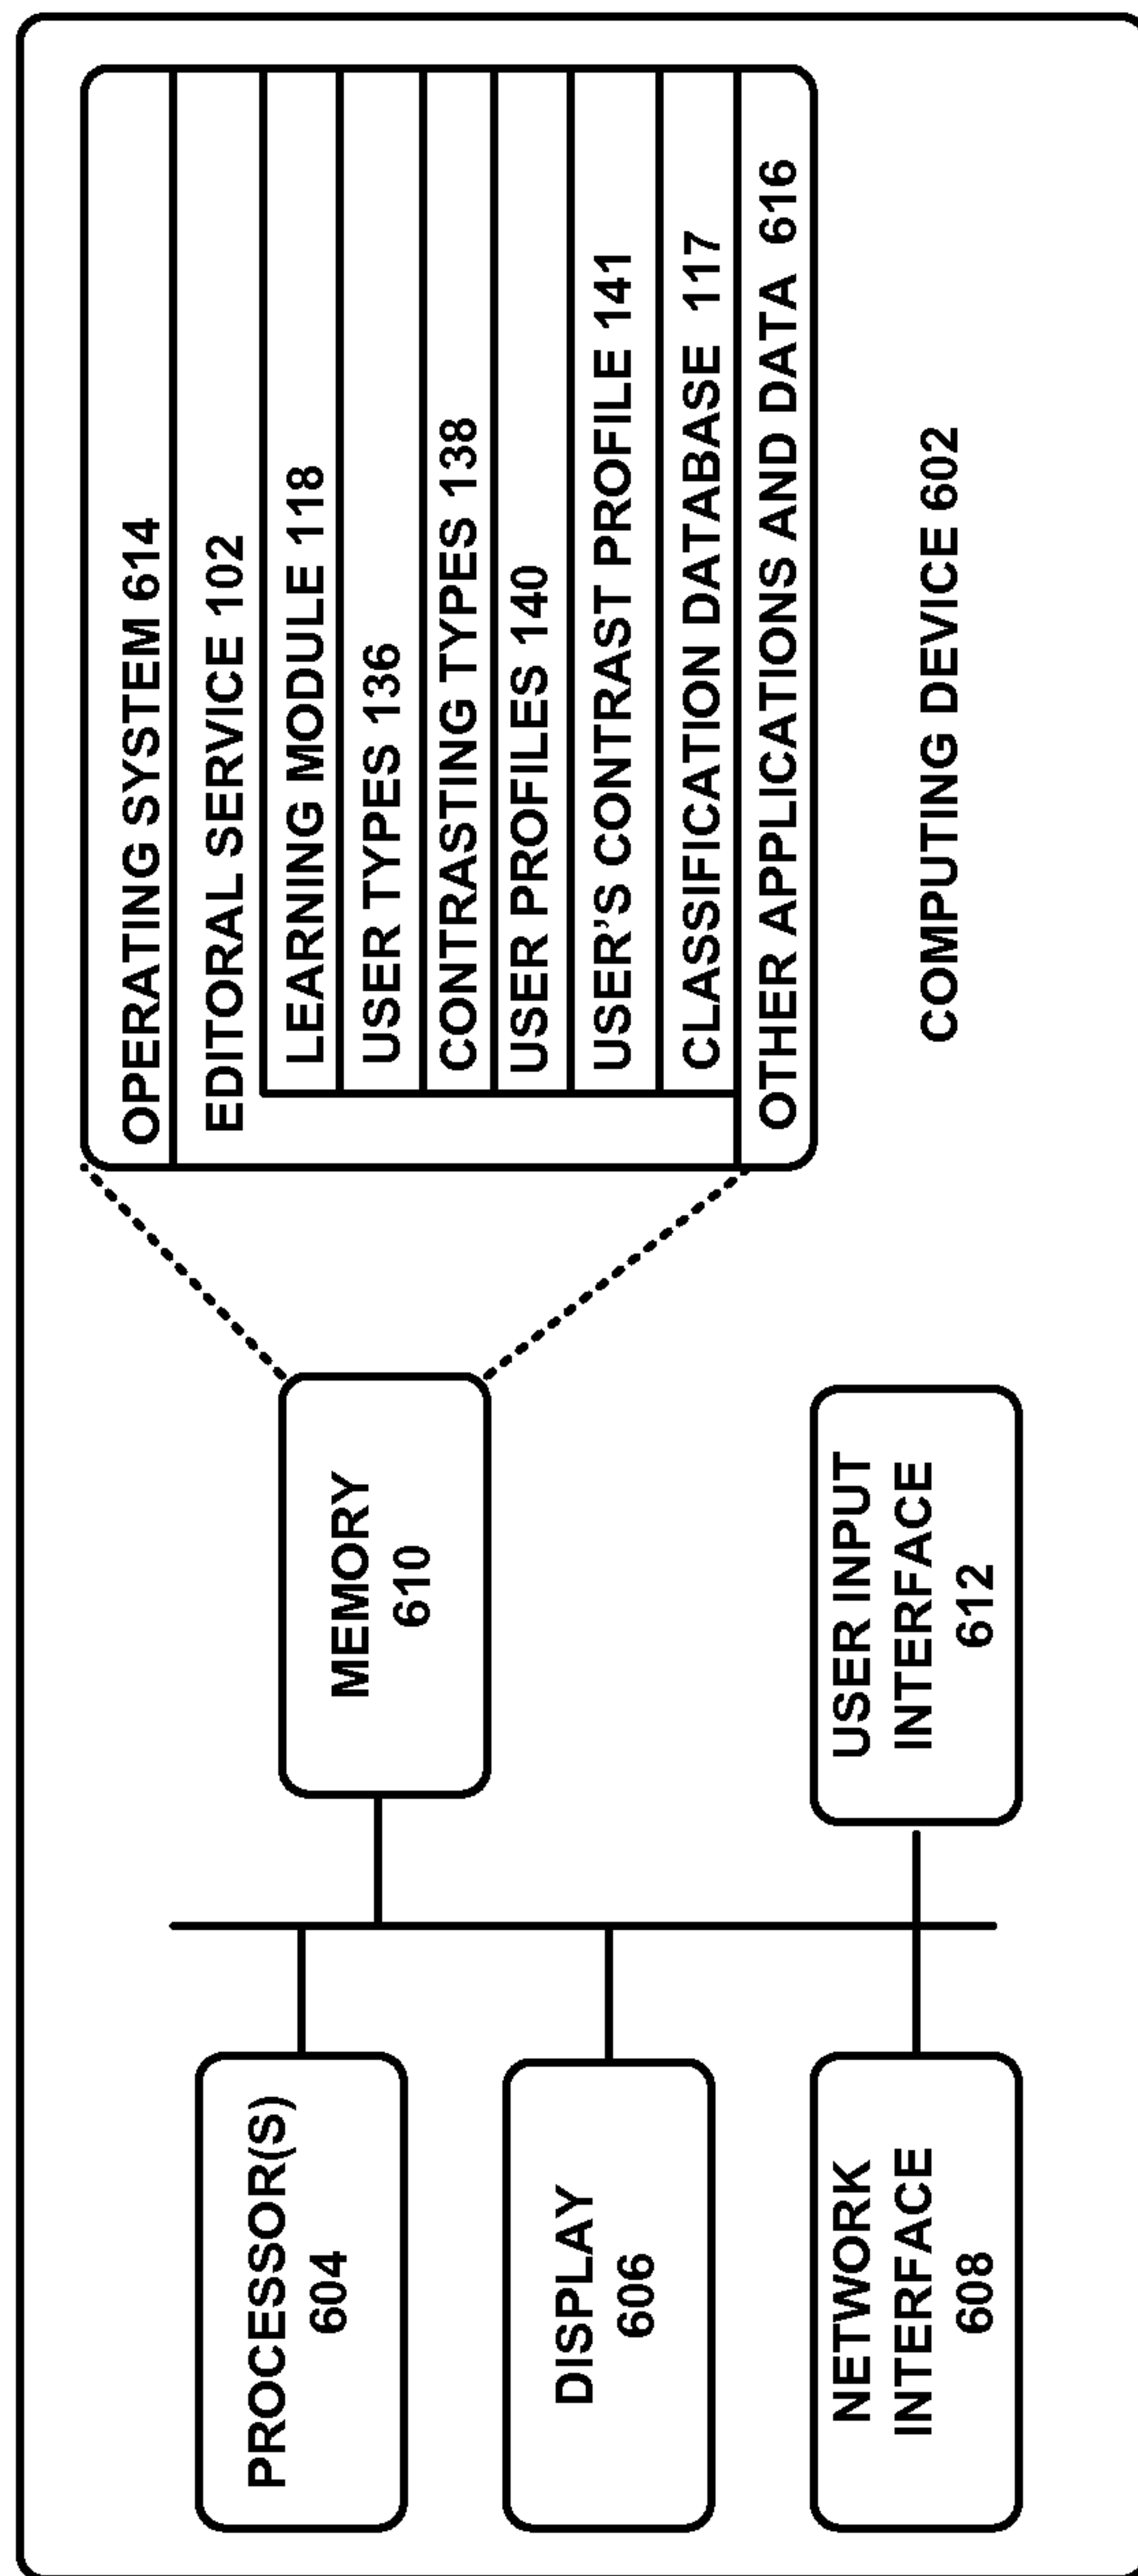 PROCESSOR(S)
604
DISPLAY
606
NETWORK
INTERFACE
608
MEMORY
610
USER INPUT
INTERFACE
612
OPERATING SYSTEM 614
EDITORAL SERVICE 102
LEARNING MODULE 118
USER TYPES 136
CONTRASTING TYPES 138
USER PROFILES 140
USER'S CONTRAST PROFILE 141
CLASSIFICATION DATABASE 117
OTHER APPLICATIONS AND DATA 616
COMPUTING DEVICE 602